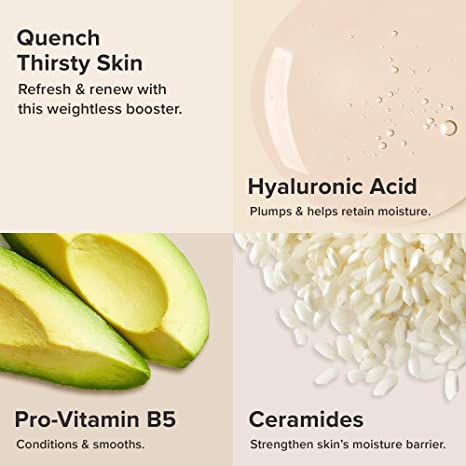 Quench
Thirsty Skin
Refresh & renew with
this weightless booster.
Hyaluronic Acid
Plumps & helps retain moisture.
Pro-Vitamin B5
Conditions & smooths.
Ceramides
Strengthen skin's moisture barrier.